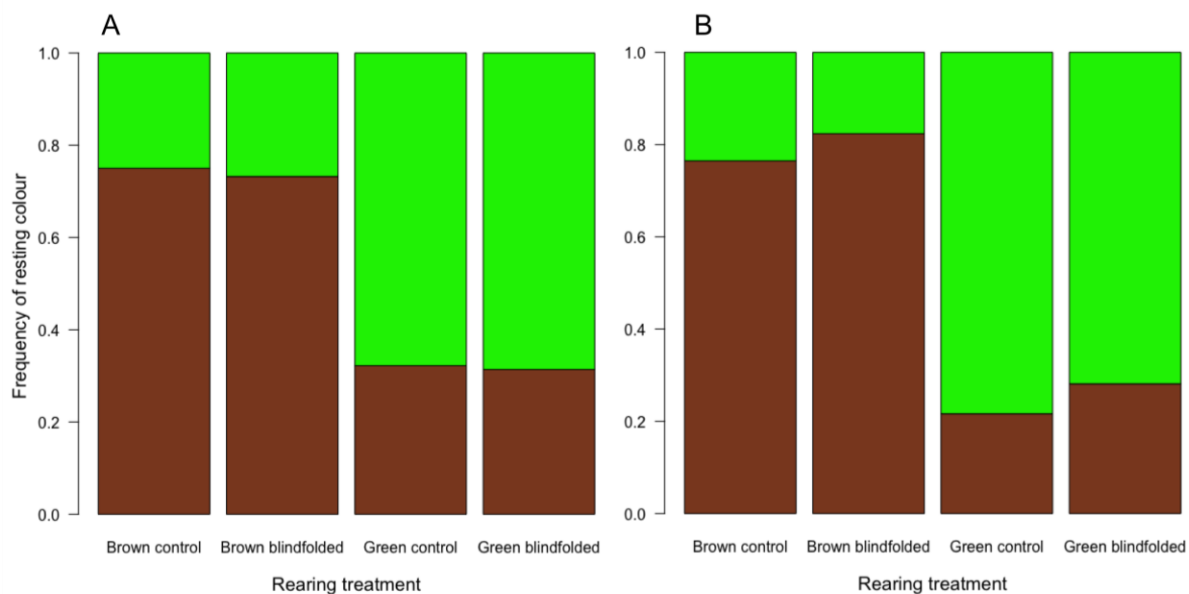 A
B
Frequency of resting colour
1.0
0.8
0.6
0.4
0.2
0.0
Brown control Brown blindfolded Green control Green blindfolded
Rearing treatment
1.0
0.8
0.6
0.4
0.2
0.0
Brown control Brown blindfolded Green control Green blindfolded
Rearing treatment